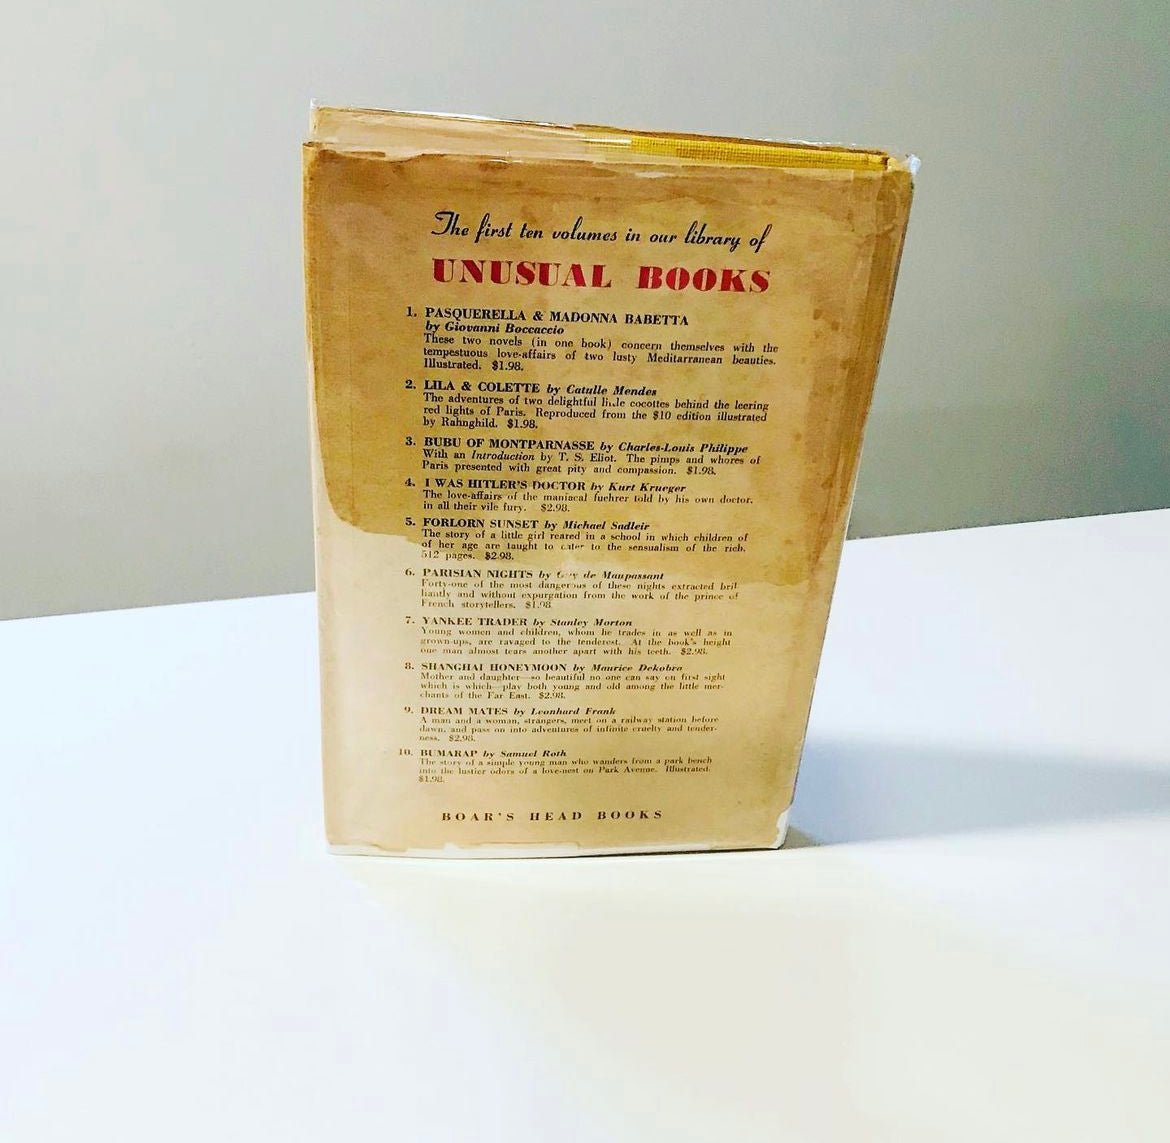 The first ten volumes in our library of
UNUSUAL BOOKS
1. PASQUERELLA & MADONNA BABETTA
by Giovanni Boccaccio
These two novels (in one book) concern themselves with the
tempestuous love-affairs of two lusty Meditarranean beauties.
Illustrated. $1.98.
2. LILA & COLETTE by Catulle Mendes
The adventures of two delightful little cocottes behind the leering
red lights of Paris. Reproduced from the $10 edition illustrated
by Rahnghild. $1.98.
3. BUBU OF MONTPARNASSE by Charles-Louis Philippe
With an Introduction by T. S. Eliot. The pimps and whores of
Paris presented with great pity and compassion. $1.98.
4. I WAS HITLER'S DOCTOR by Kurt Krueger
The love-affairs of the maniacal fuehrer told by his own doctor,
in all their vile fury. $2.98.
5. FORLORN SUNSET by Michael Sadleir
The story of a little girl reared in a school in which children of
of her age are taught to cater to the sensualism of the rich.
512 pages. $2.98.
6. PARISIAN NIGHTS by Guy de Maupassant
Forty-one of the most dangerous of these nights extracted bril
liantly and without expurgation from the work of the prince of
French storytellers. $1.98.
7. YANKEE TRADER by Stanley Morton
Young women and children, whom he trades in as well as in
grown-ups, are ravaged to the tenderest. At the book's height
one man almost tears another apart with his teeth. $2.98.
8. SHANGHAI HONEYMOON by Maurice Dekobra
Mother and daughter—so beautiful no one can say on first sight
which is which—play both young and old among the little mer-
chants of the Far East. $2.98.
9. DREAM MATES by Leonhard Frank
A man and a woman, strangers, meet on a railway station before
dawn, and pass on into adventures of infinite cruelty and tender-
ness. $2.98.
10. BUMARAP by Samuel Roth
The story of a simple young man who wanders from a park bench
into the lustier odors of a love-nest on Park Avenue. Illustrated.
$1.98.
BOAR'S HEAD BOOKS